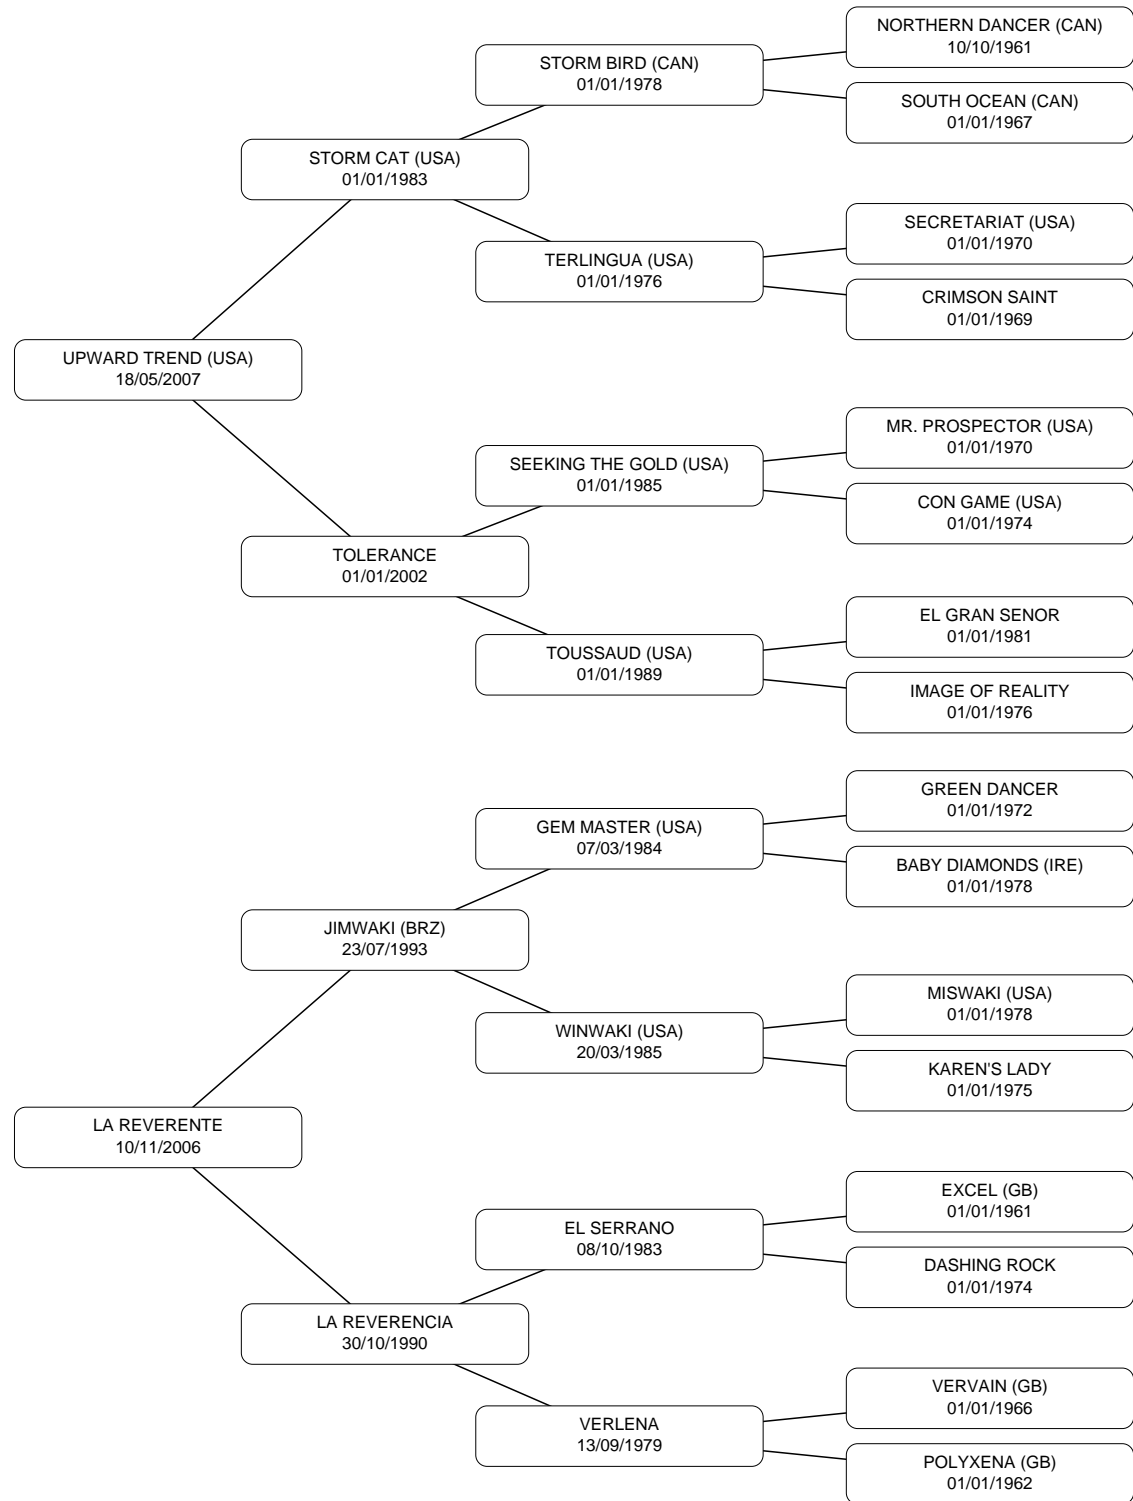 NORTHERN DANCER (CAN)
10/10/1961
STORM BIRD (CAN)
01/01/1978
SOUTH OCEAN (CAN)
01/01/1967
STORM CAT (USA)
01/01/1983
SECRETARIAT (USA)
01/01/1970
TERLINGUA (USA)
01/01/1976
CRIMSON SAINT
01/01/1969
UPWARD TREND (USA)
18/05/2007
MR. PROSPECTOR (USA)
01/01/1970
SEEKING THE GOLD (USA)
01/01/1985
CON GAME (USA)
01/01/1974
TOLERANCE
01/01/2002
EL GRAN SENOR
01/01/1981
TOUSSAUD (USA)
01/01/1989
IMAGE OF REALITY
01/01/1976
GREEN DANCER
01/01/1972
GEM MASTER (USA)
07/03/1984
BABY DIAMONDS (IRE)
01/01/1978
JIMWAKI (BRZ)
23/07/1993
MISWAKI (USA)
01/01/1978
WINWAKI (USA)
20/03/1985
KAREN'S LADY
01/01/1975
LA REVERENTE
10/11/2006
EXCEL (GB)
01/01/1961
EL SERRANO
08/10/1983
DASHING ROCK
01/01/1974
LA REVERENCIA
30/10/1990
VERVAIN (GB)
01/01/1966
VERLENA
13/09/1979
POLYXENA (GB)
01/01/1962